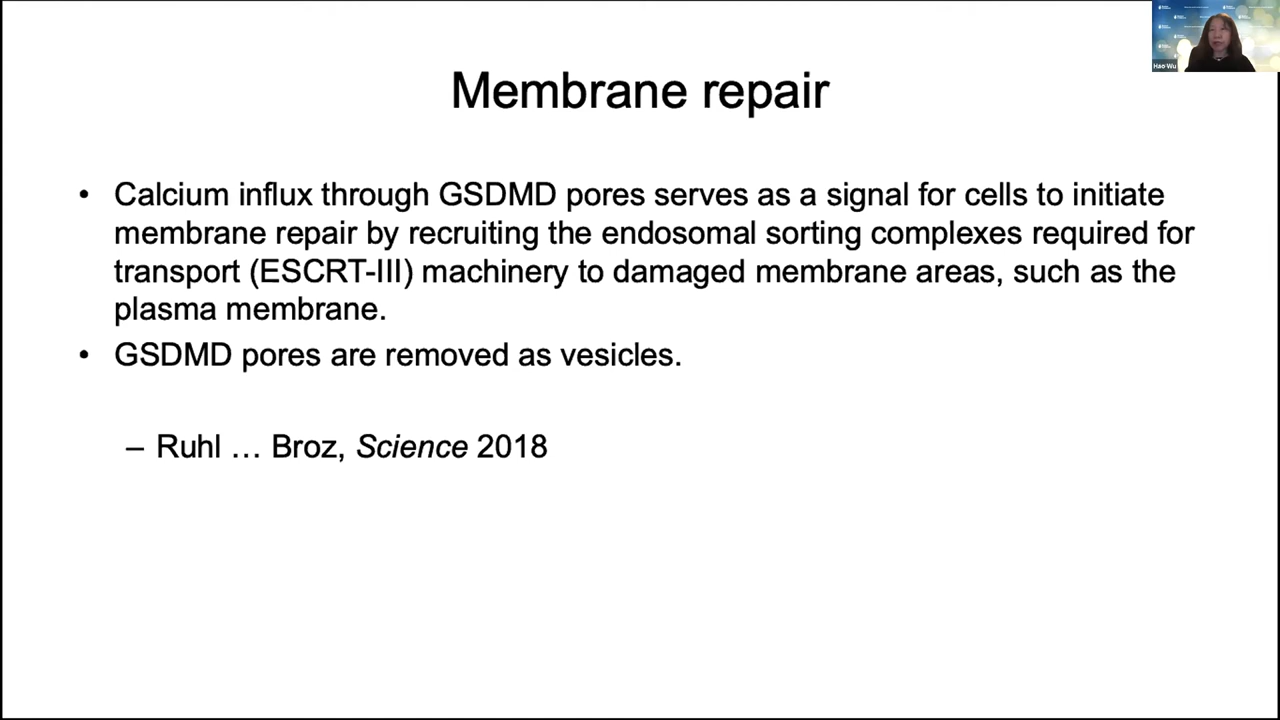 Hao Wu
Membrane repair
• Calcium influx through GSDMD pores serves as a signal for cells to initiate
membrane repair by recruiting the endosomal sorting complexes required for
transport (ESCRT-III) machinery to damaged membrane areas, such as the
plasma membrane.
• GSDMD pores are removed as vesicles.
– Ruhl … Broz, Science 2018